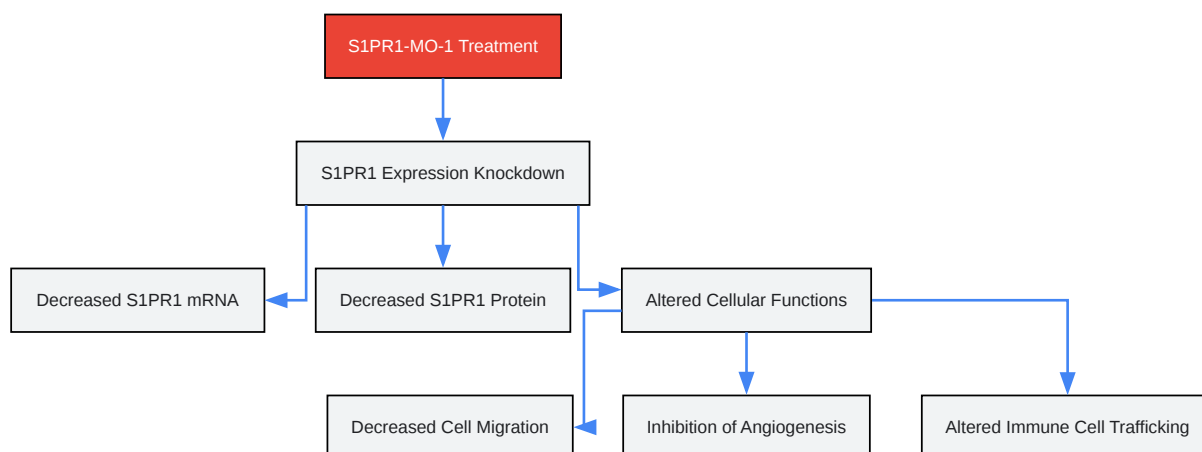 S1PR1-MO-1 Treatment
S1PR1 Expression Knockdown
Decreased S1PR1 mRNA
Decreased S1PR1 Protein
Altered Cellular Functions
Decreased Cell Migration
Inhibition of Angiogenesis
Altered Immune Cell Trafficking